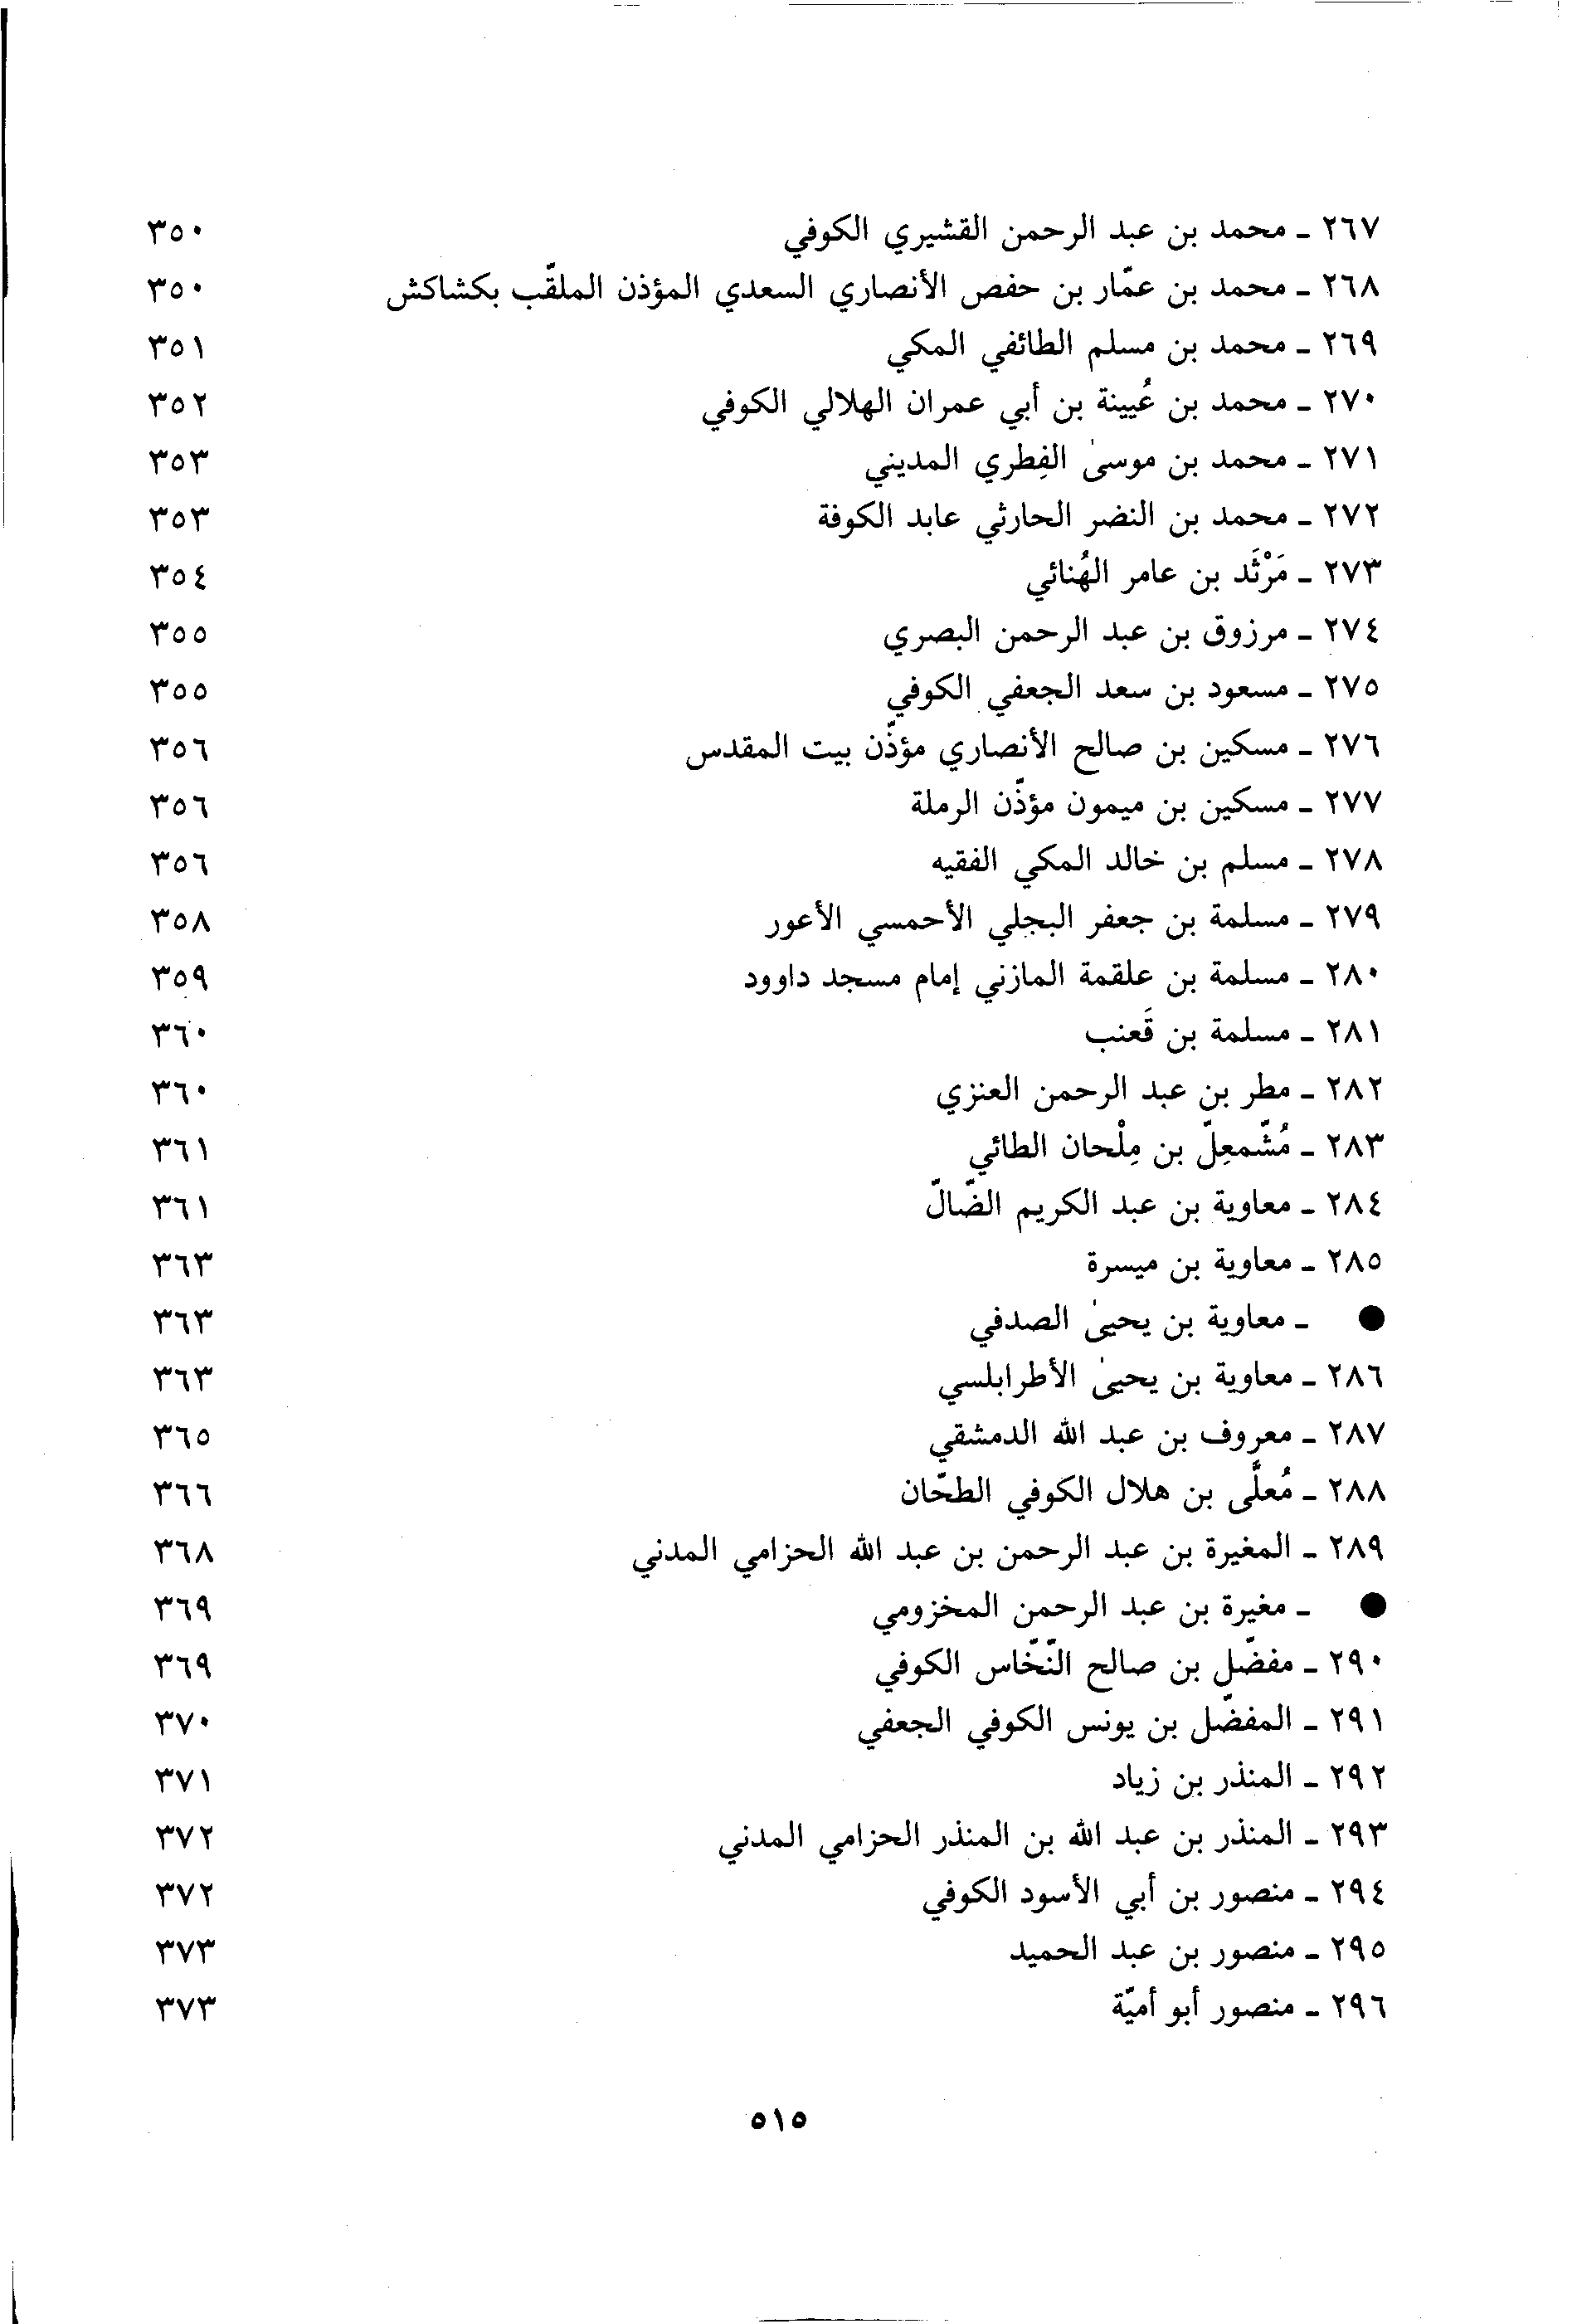 ٢٦٧ ـ محمد بن عبد الرحمن القشيري الكوفي ٣٥٠
٢٦٨ ـ محمد بن عمّار بن حفص الأنصاري السعدي المؤذن الملقّب بكشاكش ٣٥٠
٢٦٩ ـ محمد بن مسلم الطائفي المكي ٣٥١
٢٧٠ ـ محمد بن عُيينة بن أبي عمران الهلالي الكوفي ٣٥٢
٢٧١ ـ محمد بن موسىٰ الفِطري المديني ٣٥٣
٢٧٢ ـ محمد بن النضر الحارثي عابد الكوفة ٣٥٣
٢٧٣ ـ مَرْثَد بن عامر الهُنائي ٣٥٤
٢٧٤ ـ مرزوق بن عبد الرحمن البصري ٣٥٥
٢٧٥ ـ مسعود بن سعد الجعفي الكوفي ٣٥٥
٢٧٦ ـ مسكين بن صالح الأنصاري مؤذّن بيت المقدس ٣٥٦
٢٧٧ ـ مسكين بن ميمون مؤذّن الرملة ٣٥٦
٢٧٨ ـ مسلم بن خالد المكي الفقيه ٣٥٦
٢٧٩ ـ مسلمة بن جعفر البجلي الأحمسي الأعور ٣٥٨
٢٨٠ ـ مسلمة بن علقمة المازني إمام مسجد داوود ٣٥٩
٢٨١ ـ مسلمة بن قَعنب ٣٦٠
٢٨٢ ـ مطر بن عبد الرحمن العنزي ٣٦٠
٢٨٣ ـ مُشّمعِلّ بن مِلْحان الطائي ٣٦١
٢٨٤ ـ معاوية بن عبد الكريم الضّالّ ٣٦١
٢٨٥ ـ معاوية بن ميسرة ٣٦٣
● ـ معاوية بن يحيىٰ الصدفي ٣٦٣
٢٨٦ ـ معاوية بن يحيىٰ الأطرابلسي ٣٦٣
٢٨٧ ـ معروف بن عبد الله الدمشقي ٣٦٥
٢٨٨ ـ مُعلَّى بن هلال الكوفي الطحّان ٣٦٦
٢٨٩ ـ المغيرة بن عبد الرحمن بن عبد الله الحزامي المدني ٣٦٨
● ـ مغيرة بن عبد الرحمن المخزومي ٣٦٩
٢٩٠ ـ مفضّل بن صالح النّخّاس الكوفي ٣٦٩
٢٩١ ـ المفضّل بن يونس الكوفي الجعفي ٣٧٠
٢٩٢ ـ المنذر بن زياد ٣٧١
٢٩٣ ـ المنذر بن عبد الله بن المنذر الحزامي المدني ٣٧٢
٢٩٤ ـ منصور بن أبي الأسود الكوفي ٣٧٢
٢٩٥ ـ منصور بن عبد الحميد ٣٧٣
٢٩٦ ـ منصور أبو أميّة ٣٧٣
٥١٥